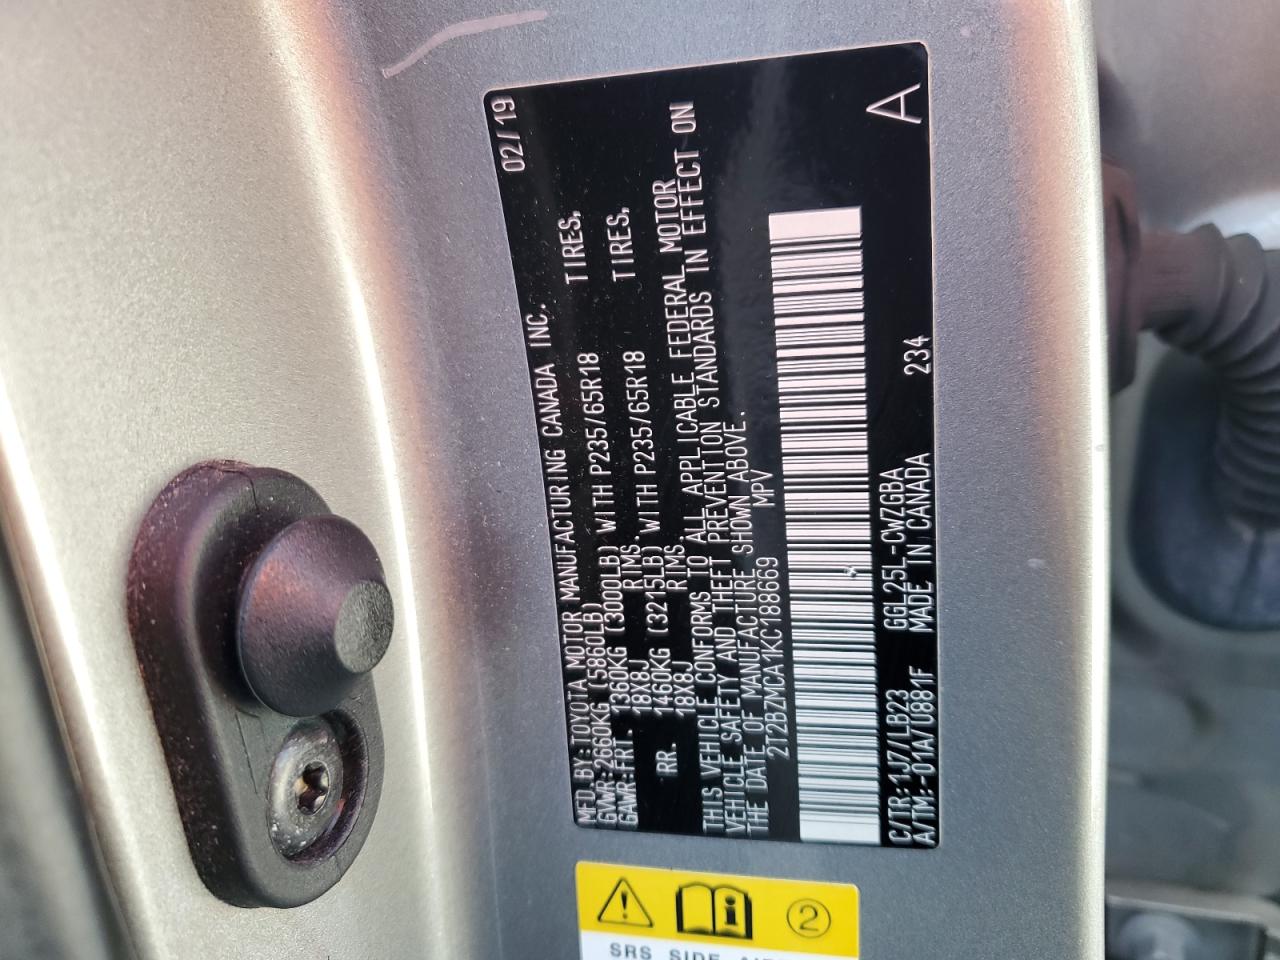 MFD.BY:TOYOTA MOTOR MANUFACTURING CANADA INC. 02/19
GVWR:2660KG (5860LB)
GAWR:FRT. 1360KG (3000LB) WITH P235/65R18 TIRES,
18X8J RIMS.
RR. 1460KG (3215LB) WITH P235/65R18 TIRES,
18X8J RIMS.
THIS VEHICLE CONFORMS TO ALL APPLICABLE FEDERAL MOTOR
VEHICLE SAFETY AND THEFT PREVENTION STANDARDS IN EFFECT ON
THE DATE OF MANUFACTURE SHOWN ABOVE.
2T2BZMCA1KC188669 MPV
C/TR:1J7/LB23 GGL25L-CWZGBA
A/TM:-01A/U881F MADE IN CANADA 234 A
2
SRS SIDE